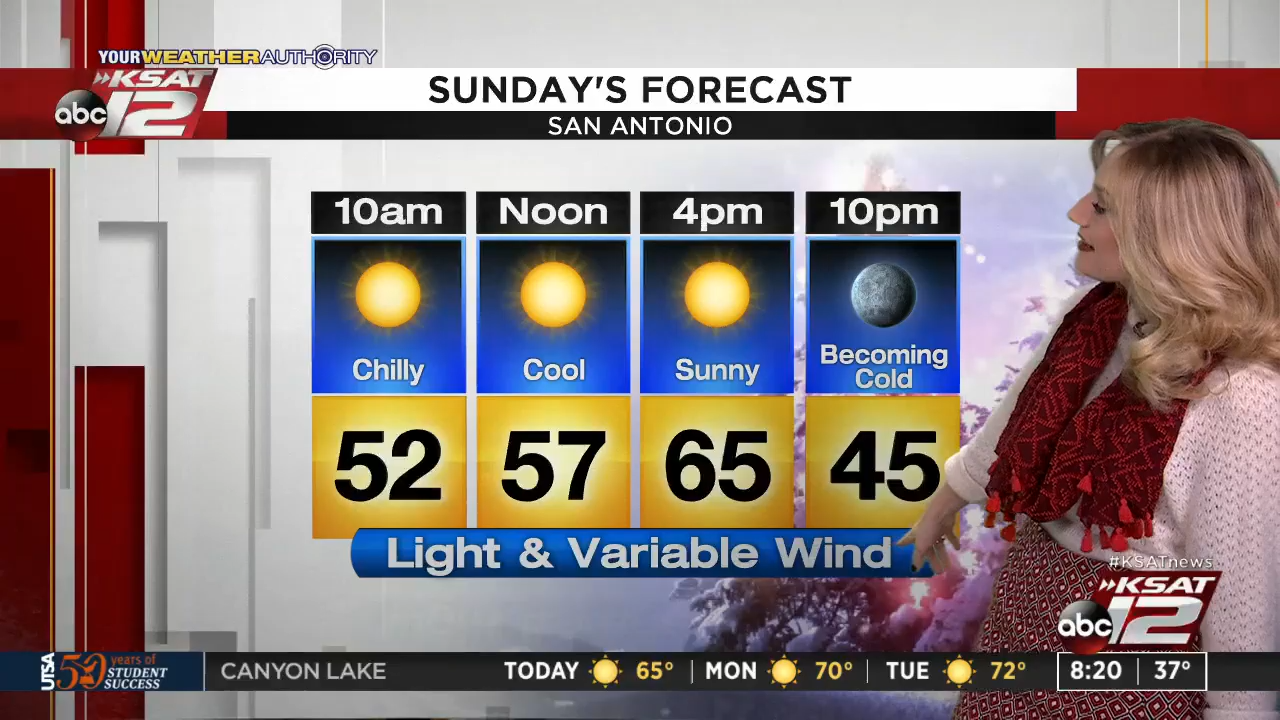 YOURWEATHERAUTHORITY
KSAT
abc 12
SUNDAY'S FORECAST
SAN ANTONIO
10am Noon 4pm 10pm
Chilly Cool Sunny Becoming Cold
52 57 65 45
Light & Variable Wind
#KSATnews
KSAT
abc 12
UTSA 50 years of STUDENT SUCCESS
CANYON LAKE TODAY 65° MON 70° TUE 72° 8:20 37°